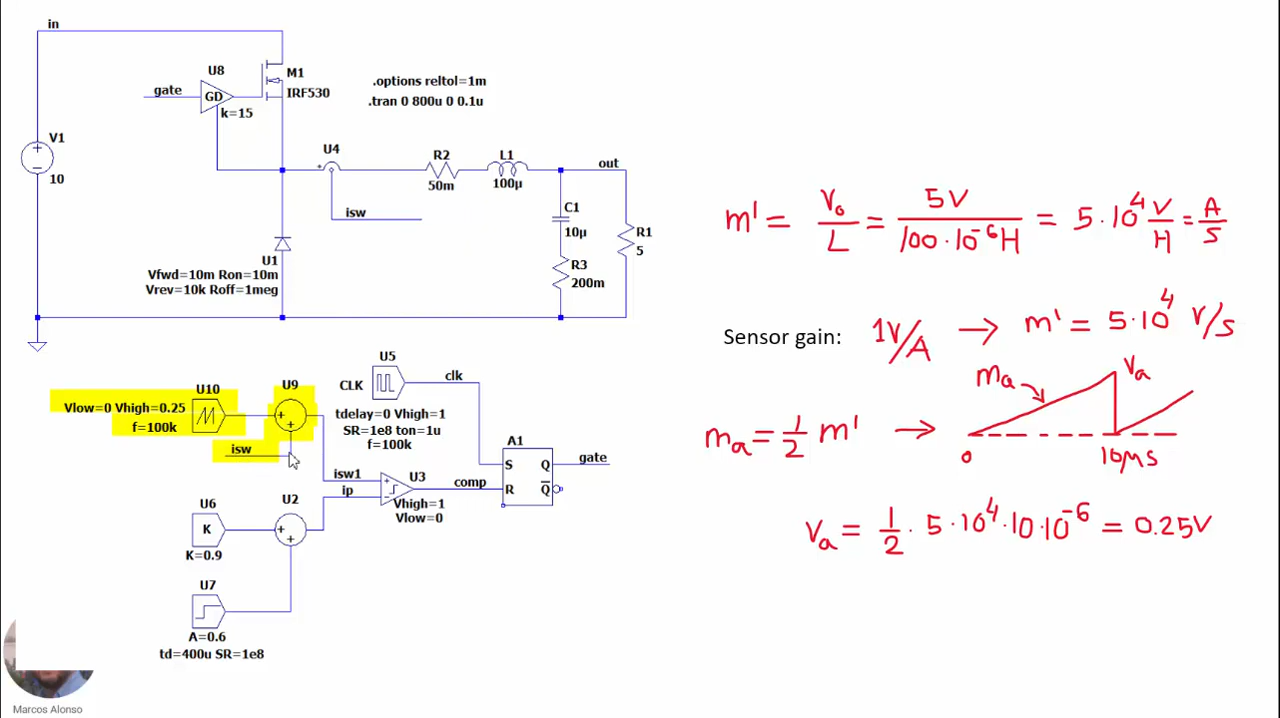 in
U8
M1
IRF530
gate
GD
k=15
.options reltol=1m
.tran 0 800u 0 0.1u
V1
10
U4
R2
50m
L1
100µ
out
isw
C1
10µ
R1
5
R3
200m
U1
Vfwd=10m Ron=10m
Vrev=10k Roff=1meg
m' = Vo / L = 5V / 100·10⁻⁶H = 5·10⁴ V/H = A/S
Sensor gain: 1V/A → m' = 5·10⁴ V/S
ma Va
ma = 1/2 m' →
0 10µs
Va = 1/2 · 5·10⁴·10·10⁻⁶ = 0.25V
U10
Vlow=0 Vhigh=0.25
f=100k
U9
isw
U5
CLK
clk
tdelay=0 Vhigh=1
SR=1e8 ton=1u
f=100k
A1
S Q
R Q̅
gate
isw1
ip
U3
comp
Vhigh=1
Vlow=0
U6
K
K=0.9
U2
U7
A=0.6
td=400u SR=1e8
Marcos Alonso